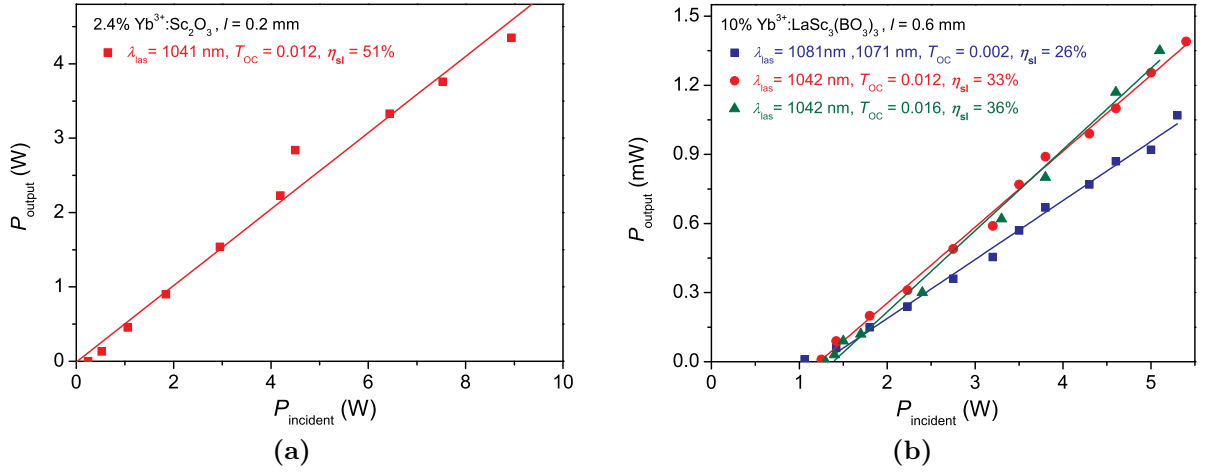 2.4% Yb³⁺:Sc₂O₃ , l = 0.2 mm
λlas= 1041 nm, TOC = 0.012, ηsl = 51%
4
3
2
1
0
Poutput (W)
0 2 4 6 8 10
Pincident (W)
(a)
10% Yb³⁺:LaSc₃(BO₃)₃ , l = 0.6 mm
λlas= 1081nm ,1071 nm, TOC = 0.002, ηsl = 26%
λlas= 1042 nm, TOC = 0.012, ηsl = 33%
λlas= 1042 nm, TOC = 0.016, ηsl = 36%
1.5
1.2
0.9
0.6
0.3
0.0
Poutput (mW)
0 1 2 3 4 5
Pincident (W)
(b)